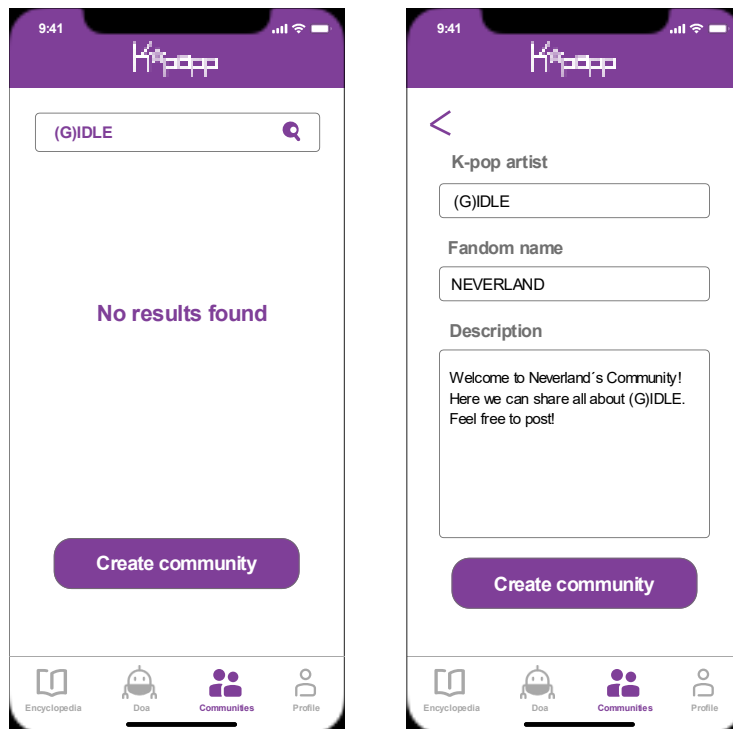 9:41
K*popp
(G)IDLE
No results found
Create community
Encyclopedia
Doa
Communities
Profile
9:41
K*popp
K-pop artist
(G)IDLE
Fandom name
NEVERLAND
Description
Welcome to Neverland´s Community!
Here we can share all about (G)IDLE.
Feel free to post!
Create community
Encyclopedia
Doa
Communities
Profile